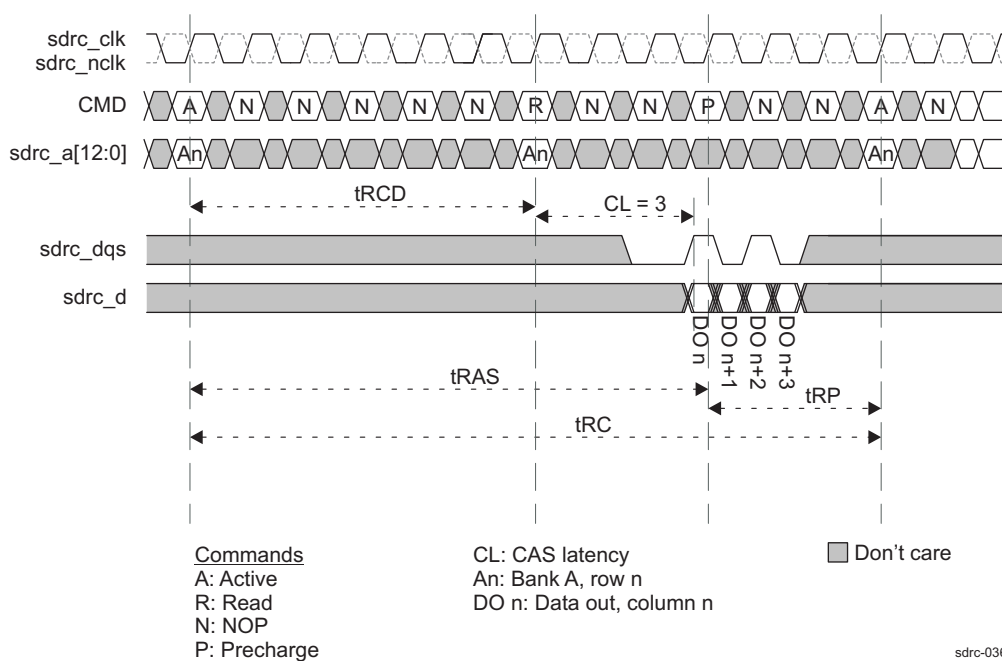 sdrc_clk
sdrc_nclk
CMD A N N N N N R N N P N N A N
sdrc_a[12:0] An An An
tRCD
CL = 3
sdrc_dqs
sdrc_d
DO n
DO n+1
DO n+2
DO n+3
tRAS
tRP
tRC
Commands
A: Active
R: Read
N: NOP
P: Precharge
CL: CAS latency
An: Bank A, row n
DO n: Data out, column n
Don't care